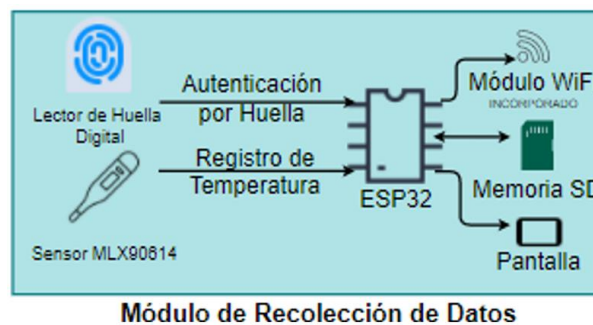 Lector de Huella
Digital
Autenticación
por Huella
Módulo WiF
INCORPORADO
Registro de
Temperatura
ESP32
Memoria SD
Sensor MLX90614
Pantalla
Módulo de Recolección de Datos